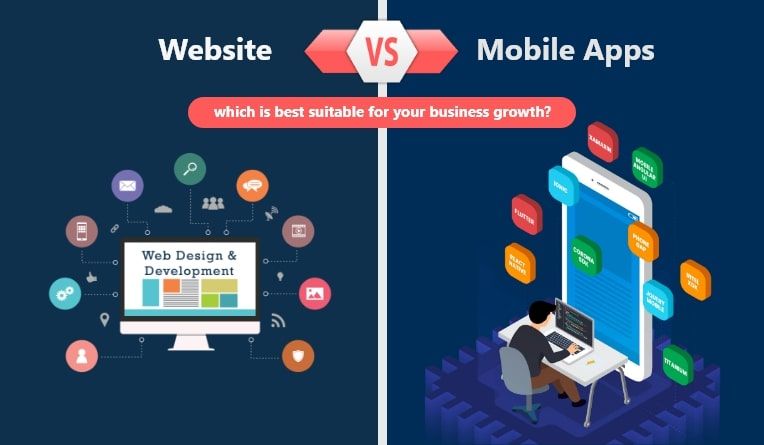 Website
VS
Mobile Apps
which is best suitable for your business growth?
Web Design &
Development
XAMARIN
MOBILE
ANGULAR
UI
IONIC
FLUTTER
PHONE
GAP
CORONA
SDK
REACT
NATIVE
INTEL
XDK
JQUERY
MOBILE
TITANIUM